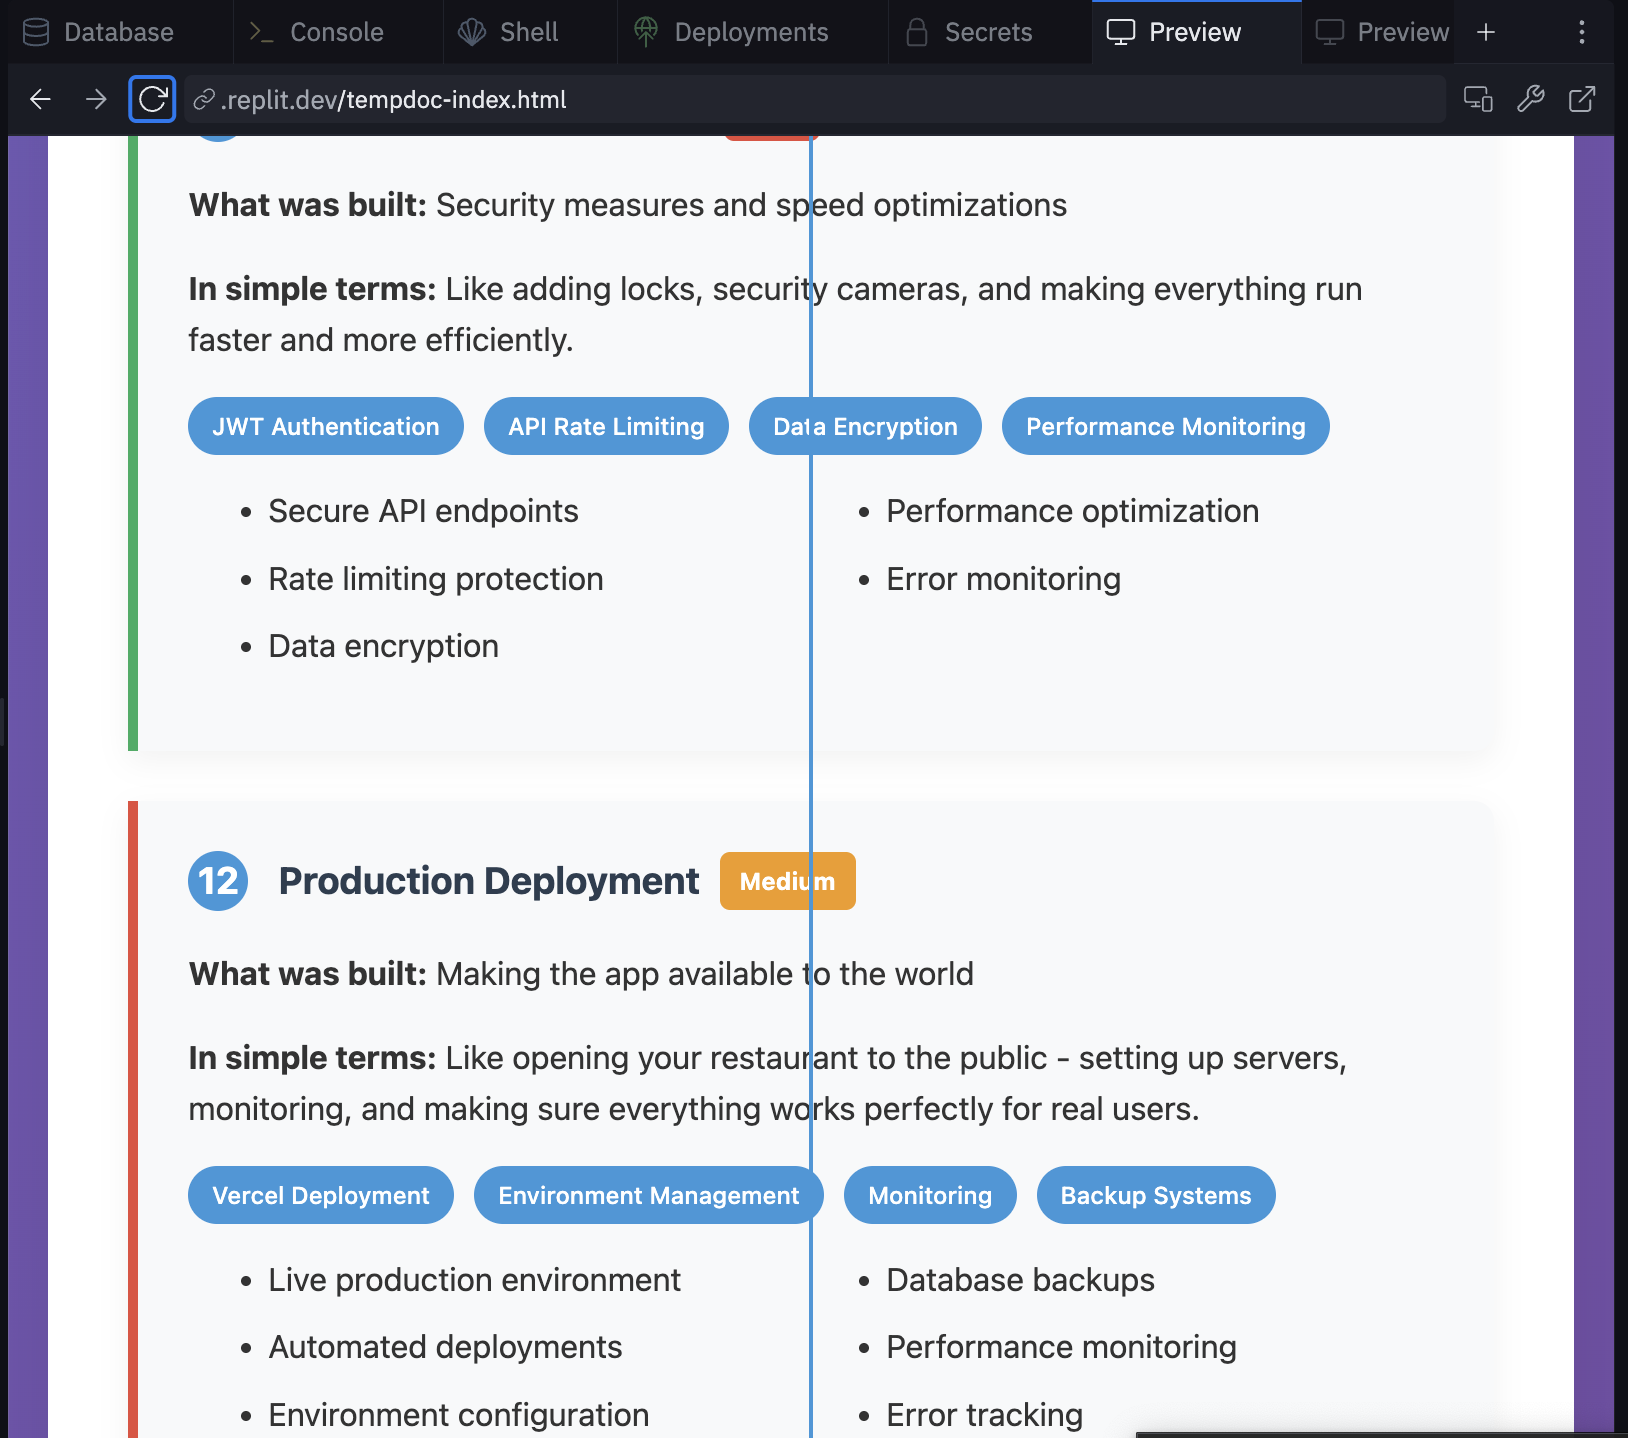 Database
Console
Shell
Deployments
Secrets
Preview
Preview
.replit.dev/tempdoc-index.html
What was built: Security measures and speed optimizations
In simple terms: Like adding locks, security cameras, and making everything run
faster and more efficiently.
JWT Authentication
API Rate Limiting
Data Encryption
Performance Monitoring
• Secure API endpoints
• Rate limiting protection
• Data encryption
• Performance optimization
• Error monitoring
12 Production Deployment Medium
What was built: Making the app available to the world
In simple terms: Like opening your restaurant to the public - setting up servers,
monitoring, and making sure everything works perfectly for real users.
Vercel Deployment
Environment Management
Monitoring
Backup Systems
• Live production environment
• Automated deployments
• Environment configuration
• Database backups
• Performance monitoring
• Error tracking